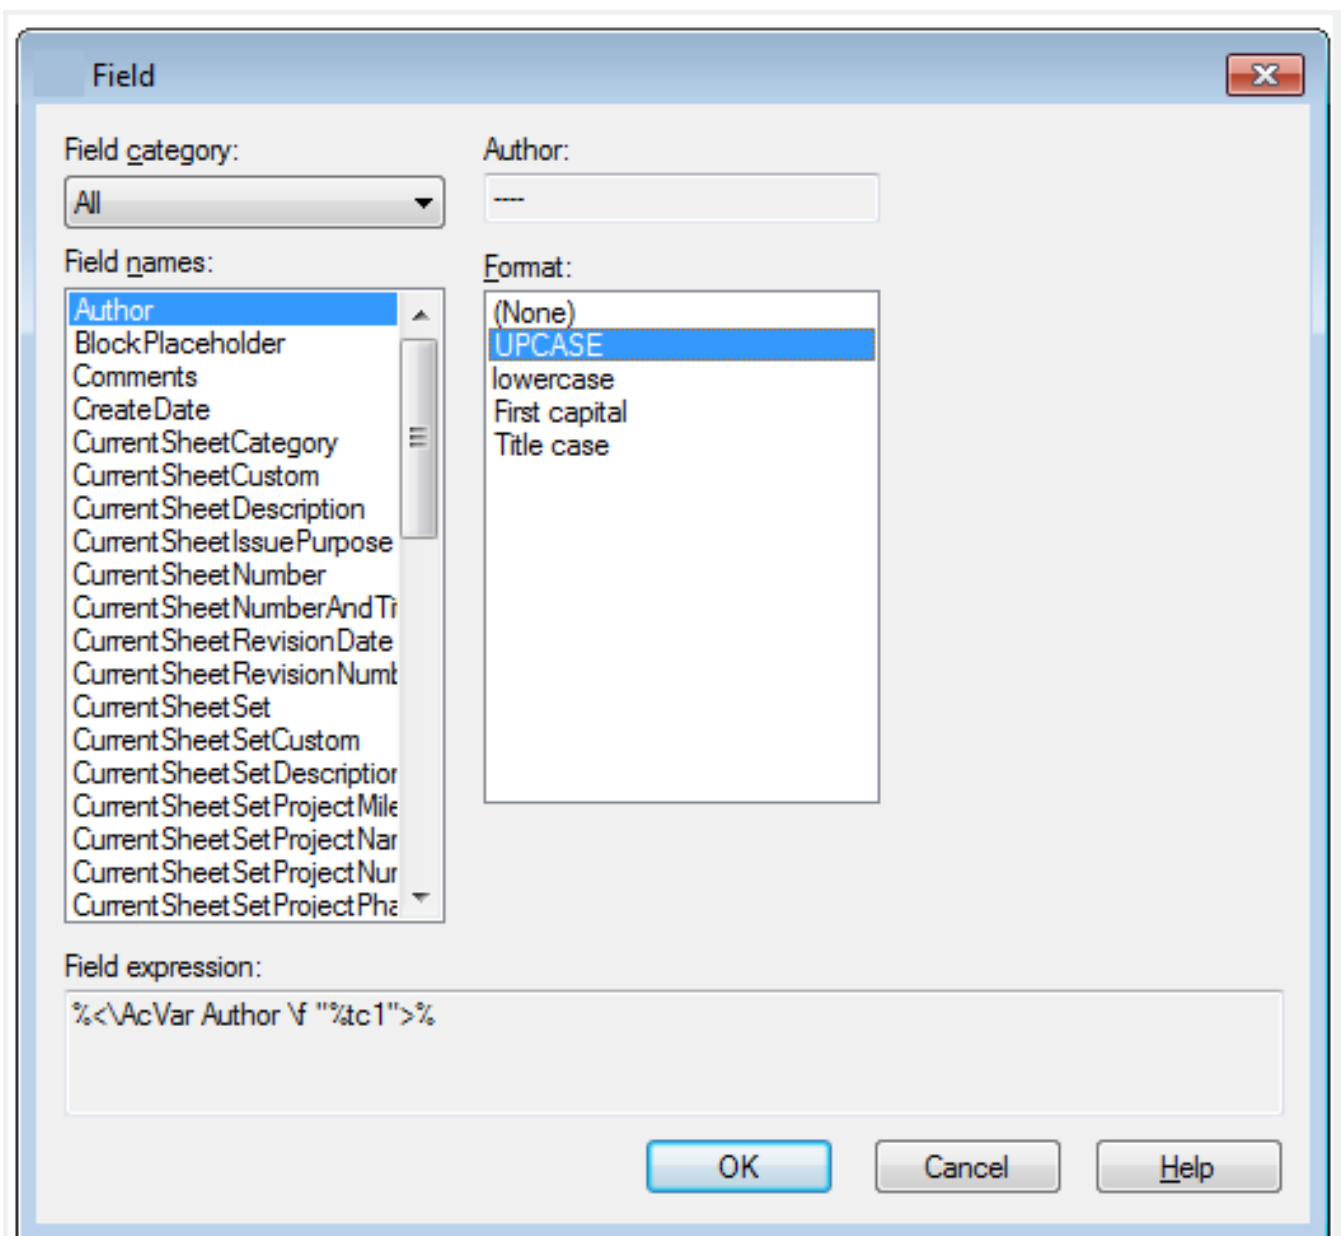 Field
Field category:
All
Field names:
Author
BlockPlaceholder
Comments
CreateDate
CurrentSheetCategory
CurrentSheetCustom
CurrentSheetDescription
CurrentSheetIssuePurpose
CurrentSheetNumber
CurrentSheetNumberAndTi
CurrentSheetRevisionDate
CurrentSheetRevisionNumb
CurrentSheetSet
CurrentSheetSetCustom
CurrentSheetSetDescription
CurrentSheetSetProjectMile
CurrentSheetSetProjectNar
CurrentSheetSetProjectNur
CurrentSheetSetProjectPha
Author:
----
Format:
(None)
UPCASE
lowercase
First capital
Title case
Field expression:
%<\AcVar Author \f "%tc1">%
OK
Cancel
Help